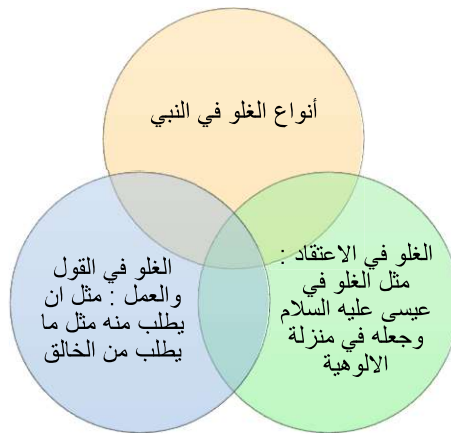 أنواع الغلو في النبي
الغلو في الاعتقاد :
مثل الغلو في
عيسى عليه السلام
وجعله في منزلة
الالوهية
الغلو في القول
والعمل : مثل ان
يطلب منه مثل ما
يطلب من الخالق